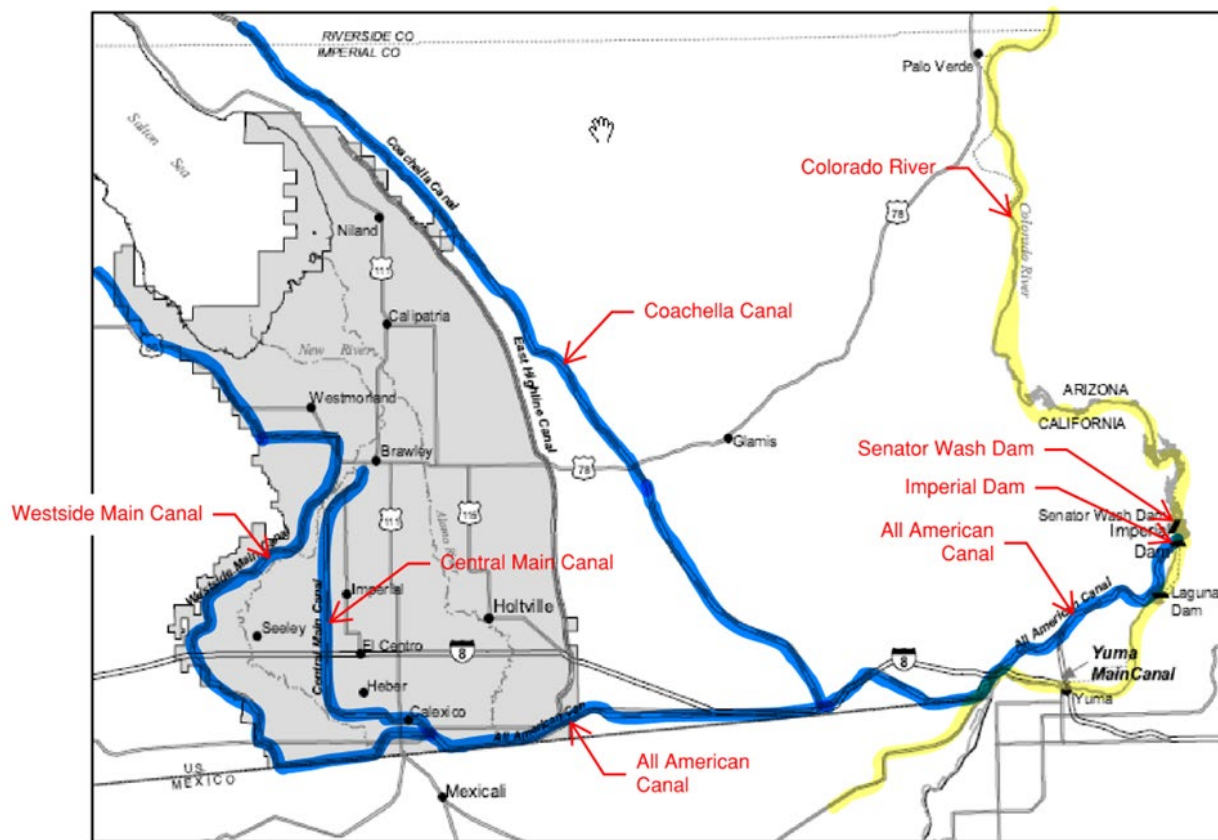 RIVERSIDE CO
IMPERIAL CO
Palo Verde
Salton Sea
Coachella Canal
Colorado River
Colorado River
78
Niland
111
Coachella Canal
Calipatria
New River
86
East Highline Canal
Westmorland
ARIZONA
CALIFORNIA
Glamis
Brawley
78
Senator Wash Dam
Imperial Dam
All American
Canal
Westside Main Canal
Westside Main Canal
111
115
Senator Wash Dam
Imperial
Dam
Central Main Canal
Central Main Canal
Imperial
Holtville
Laguna
Dam
All American Canal
Seeley
El Centro
8
8
Yuma
Main Canal
Yuma
Heber
Calexico
All American Can
All American
Canal
U.S.
MEXICO
Mexicali